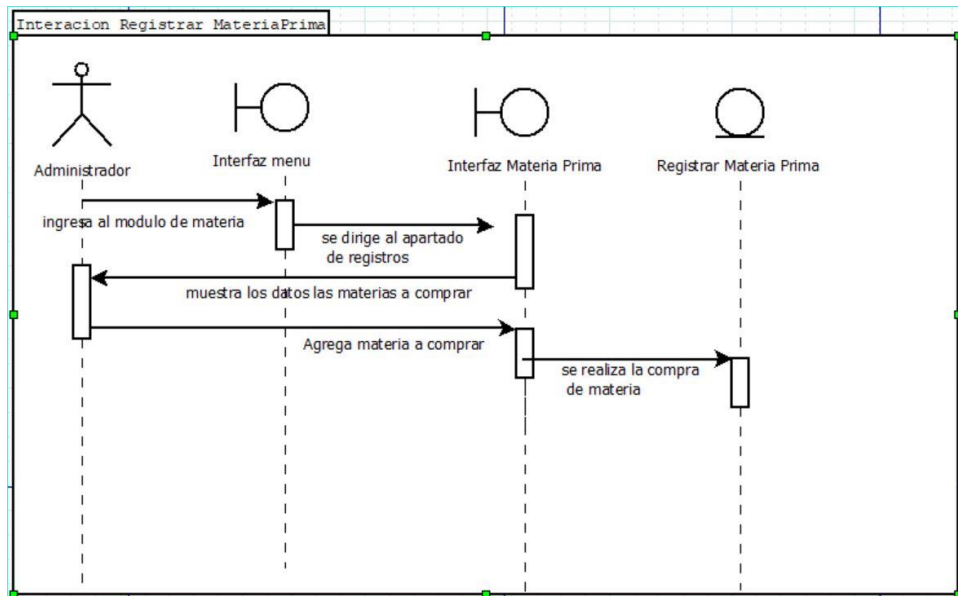 Interacion Registrar MateriaPrima
Administrador
Interfaz menu
Interfaz Materia Prima
Registrar Materia Prima
ingresa al modulo de materia
se dirige al apartado
de registros
muestra los datos las materias a comprar
Agrega materia a comprar
se realiza la compra
de materia